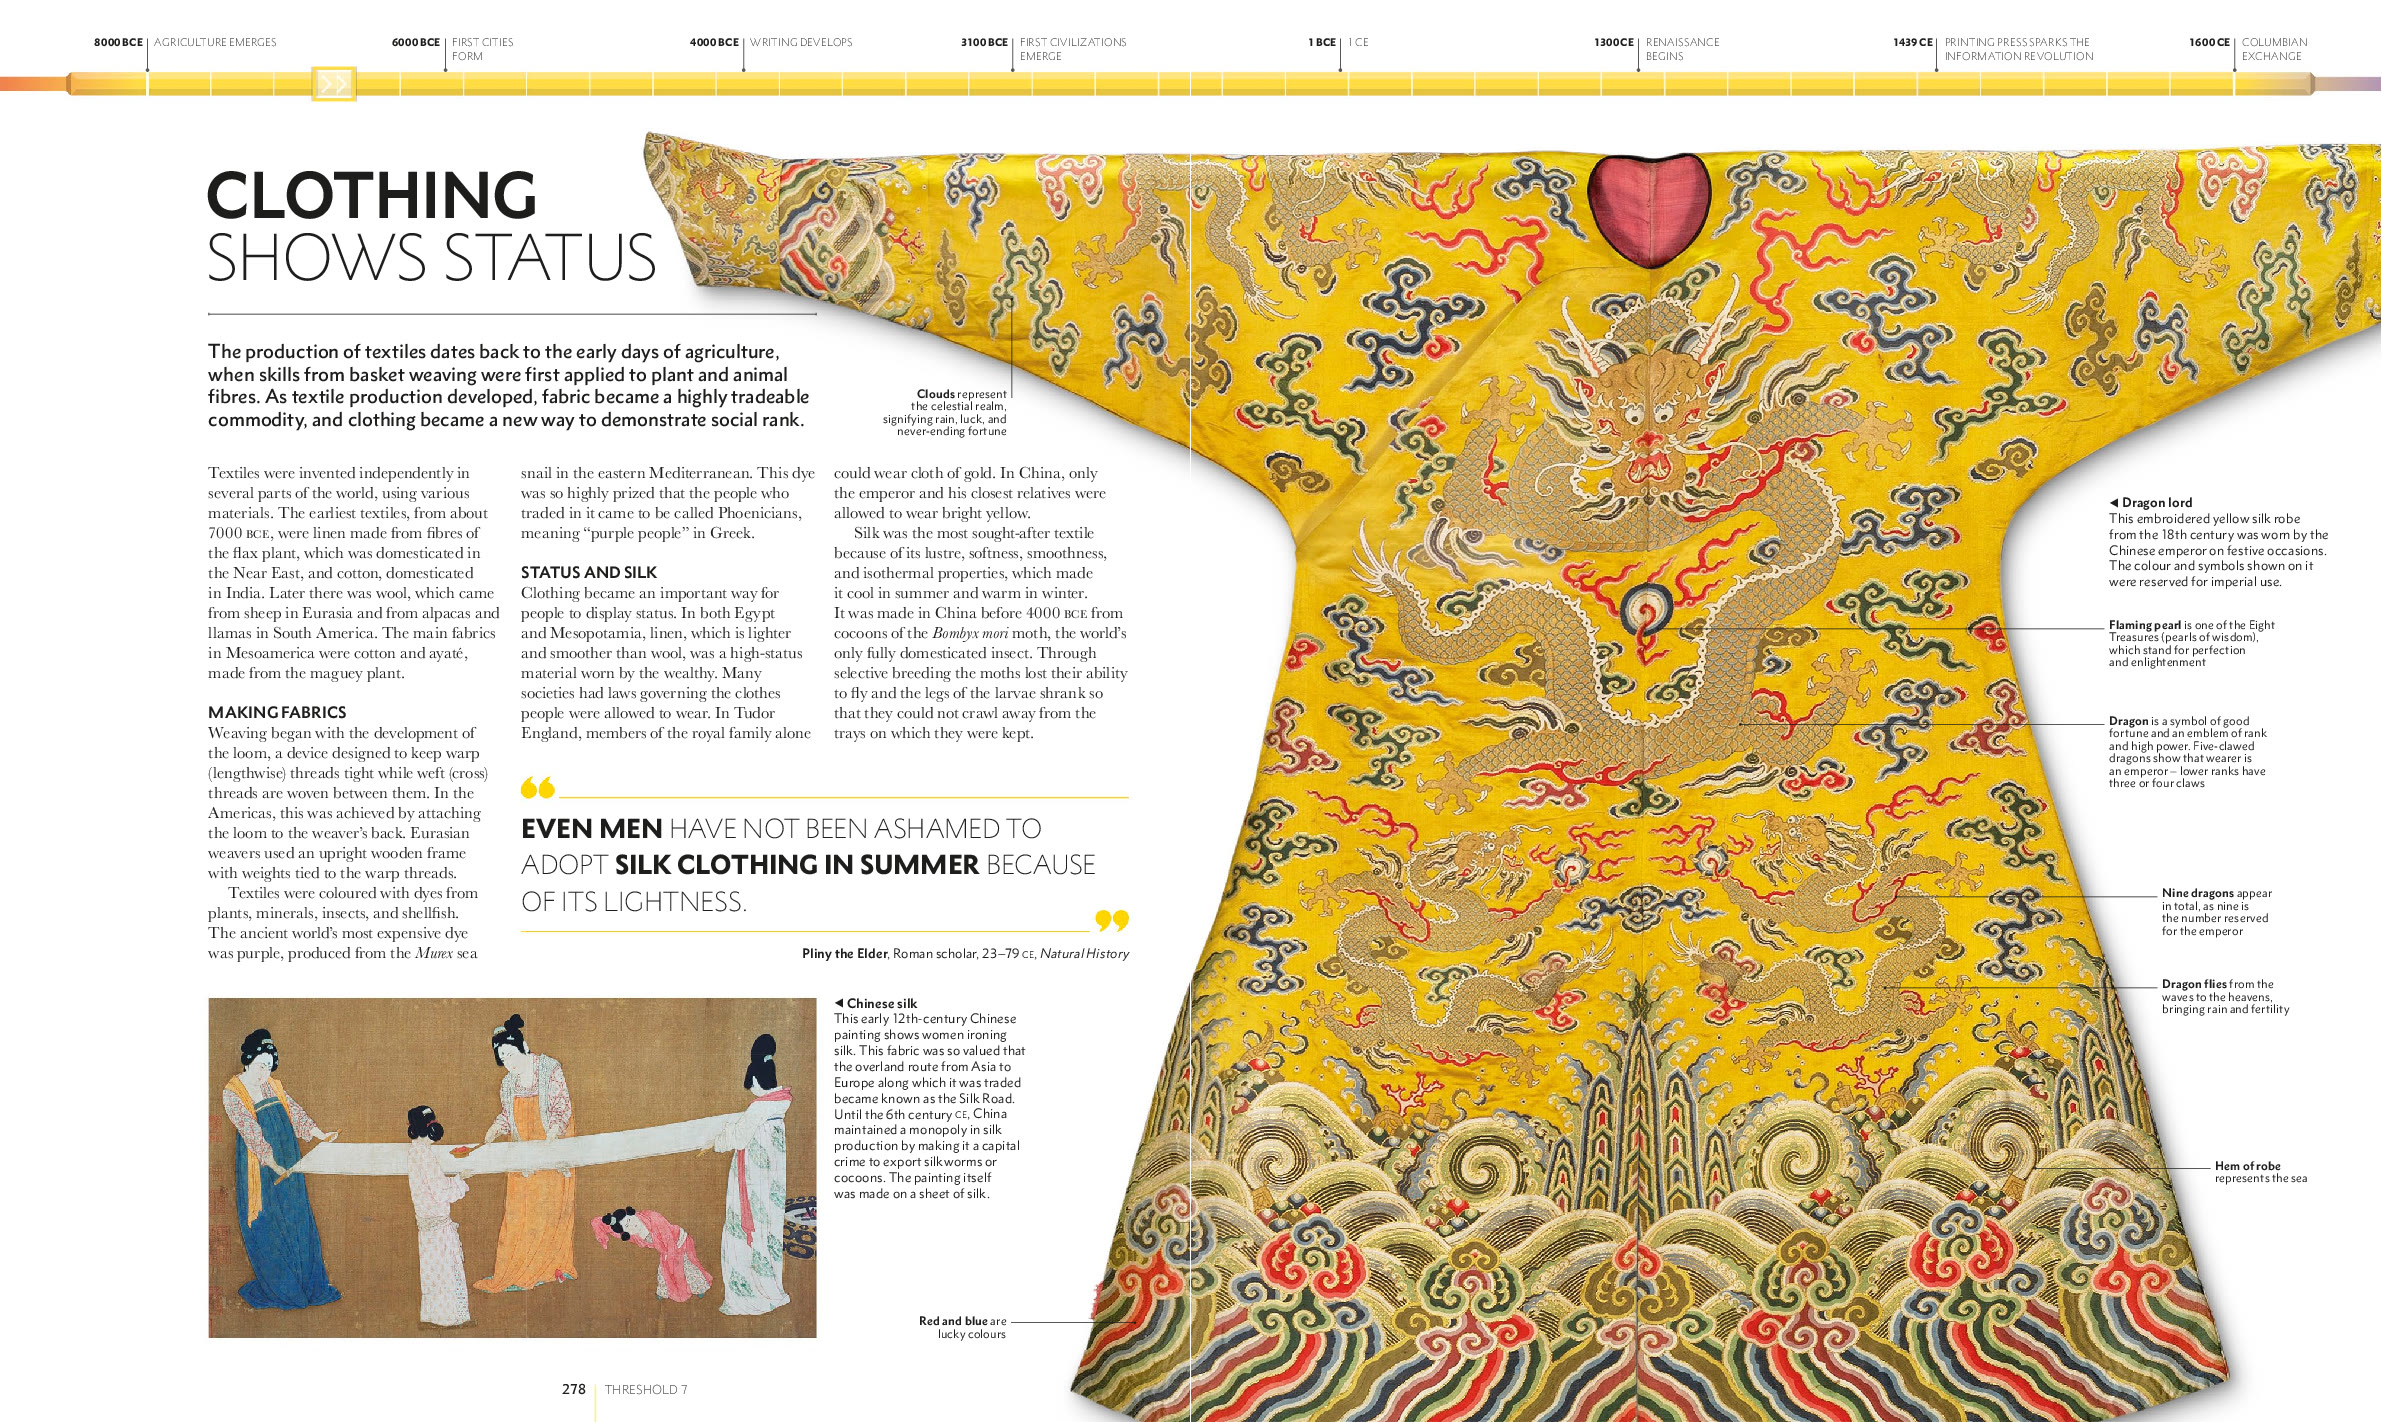 8000 BCE AGRICULTURE EMERGES
6000 BCE FIRST CITIES
FORM
4000 BCE WRITING DEVELOPS
3100 BCE FIRST CIVILIZATIONS
EMERGE
1 BCE 1 CE
1300 CE RENAISSANCE
BEGINS
1439 CE PRINTING PRESS SPARKS THE
INFORMATION REVOLUTION
1600 CE COLUMBIAN
EXCHANGE
CLOTHING
SHOWS STATUS
The production of textiles dates back to the early days of agriculture,
when skills from basket weaving were first applied to plant and animal
fibres. As textile production developed, fabric became a highly tradeable
commodity, and clothing became a new way to demonstrate social rank.
Textiles were invented independently in
several parts of the world, using various
materials. The earliest textiles, from about
7000 BCE, were linen made from fibres of
the flax plant, which was domesticated in
the Near East, and cotton, domesticated
in India. Later there was wool, which came
from sheep in Eurasia and from alpacas and
llamas in South America. The main fabrics
in Mesoamerica were cotton and ayaté,
made from the maguey plant.
MAKING FABRICS
Weaving began with the development of
the loom, a device designed to keep warp
(lengthwise) threads tight while weft (cross)
threads are woven between them. In the
Americas, this was achieved by attaching
the loom to the weaver's back. Eurasian
weavers used an upright wooden frame
with weights tied to the warp threads.
Textiles were coloured with dyes from
plants, minerals, insects, and shellfish.
The ancient world's most expensive dye
was purple, produced from the Murex sea
snail in the eastern Mediterranean. This dye
was so highly prized that the people who
traded in it came to be called Phoenicians,
meaning “purple people” in Greek.
STATUS AND SILK
Clothing became an important way for
people to display status. In both Egypt
and Mesopotamia, linen, which is lighter
and smoother than wool, was a high-status
material worn by the wealthy. Many
societies had laws governing the clothes
people were allowed to wear. In Tudor
England, members of the royal family alone
could wear cloth of gold. In China, only
the emperor and his closest relatives were
allowed to wear bright yellow.
Silk was the most sought-after textile
because of its lustre, softness, smoothness,
and isothermal properties, which made
it cool in summer and warm in winter.
It was made in China before 4000 BCE from
cocoons of the Bombyx mori moth, the world's
only fully domesticated insect. Through
selective breeding the moths lost their ability
to fly and the legs of the larvae shrank so
that they could not crawl away from the
trays on which they were kept.
“
EVEN MEN HAVE NOT BEEN ASHAMED TO
ADOPT SILK CLOTHING IN SUMMER BECAUSE
OF ITS LIGHTNESS.
”
Pliny the Elder, Roman scholar, 23–79 CE, Natural History
◀ Chinese silk
This early 12th-century Chinese
painting shows women ironing
silk. This fabric was so valued that
the overland route from Asia to
Europe along which it was traded
became known as the Silk Road.
Until the 6th century CE, China
maintained a monopoly in silk
production by making it a capital
crime to export silkworms or
cocoons. The painting itself
was made on a sheet of silk.
Clouds represent
the celestial realm,
signifying rain, luck, and
never-ending fortune
◀ Dragon lord
This embroidered yellow silk robe
from the 18th century was worn by the
Chinese emperor on festive occasions.
The colour and symbols shown on it
were reserved for imperial use.
Flaming pearl is one of the Eight
Treasures (pearls of wisdom),
which stand for perfection
and enlightenment
Dragon is a symbol of good
fortune and an emblem of rank
and high power. Five-clawed
dragons show that wearer is
an emperor – lower ranks have
three or four claws
Nine dragons appear
in total, as nine is
the number reserved
for the emperor
Dragon flies from the
waves to the heavens,
bringing rain and fertility
Hem of robe
represents the sea
Red and blue are
lucky colours
278 THRESHOLD 7